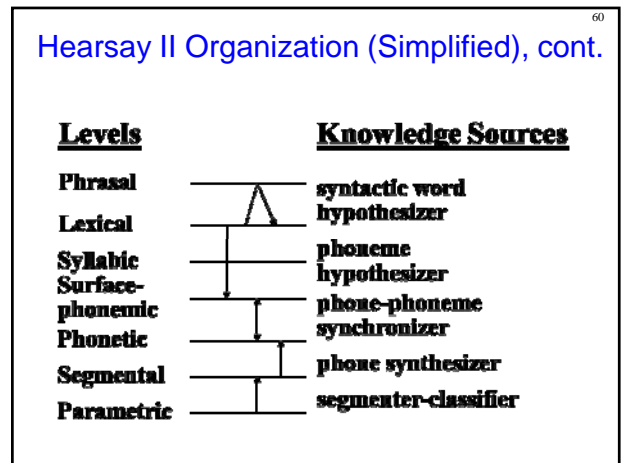 60
Hearsay II Organization (Simplified), cont.
Levels
Knowledge Sources
Phrasal
syntactic word
hypothesizer
Lexical
Syllabic
phoneme
hypothesizer
Surface-
phonemic
phone-phoneme
synchronizer
Phonetic
Segmental
phone synthesizer
Parametric
segmenter-classifier